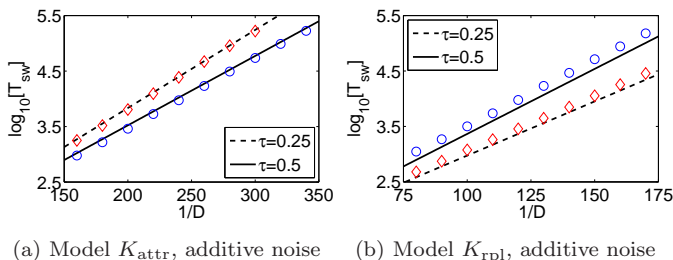 5.5
4.5
3.5
2.5
log10[Tsw]
150
200
250
300
350
1/D
τ=0.25
τ=0.5
5.5
4.5
3.5
2.5
log10[Tsw]
75
100
125
150
175
1/D
τ=0.25
τ=0.5
(a) Model Kattr, additive noise
(b) Model Krpl, additive noise